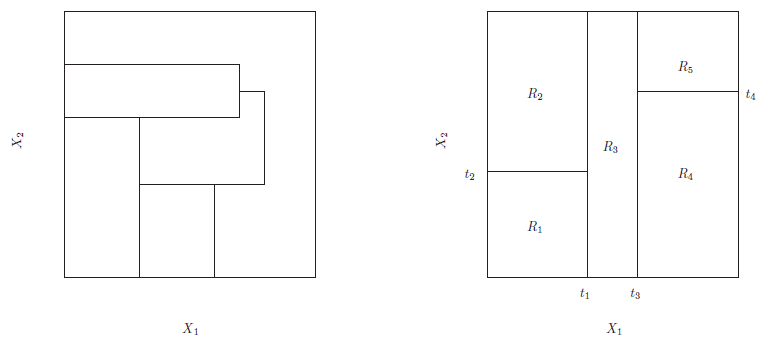 X₂
X₁
X₂
R₅
R₂
t₄
R₃
t₂
R₄
R₁
t₁
t₃
X₁